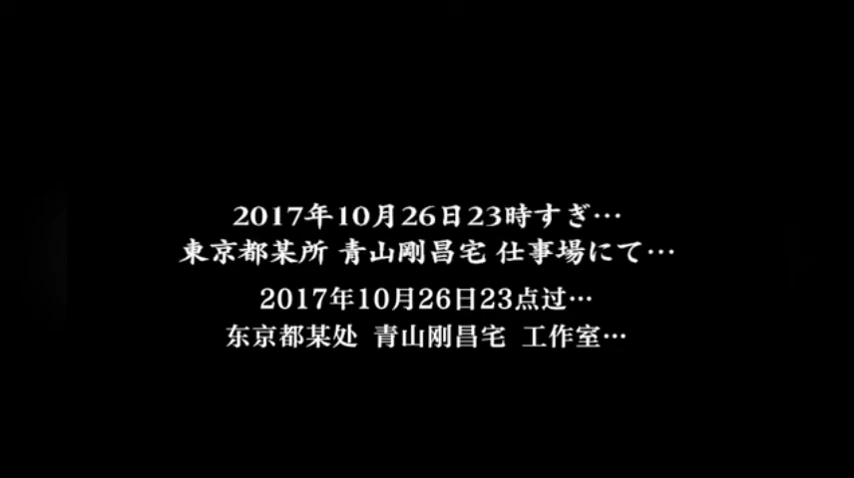 2017年10月26日23時すぎ…
東京都某所 青山剛昌宅 仕事場にて…
2017年10月26日23点过…
东京都某处 青山刚昌宅 工作室…